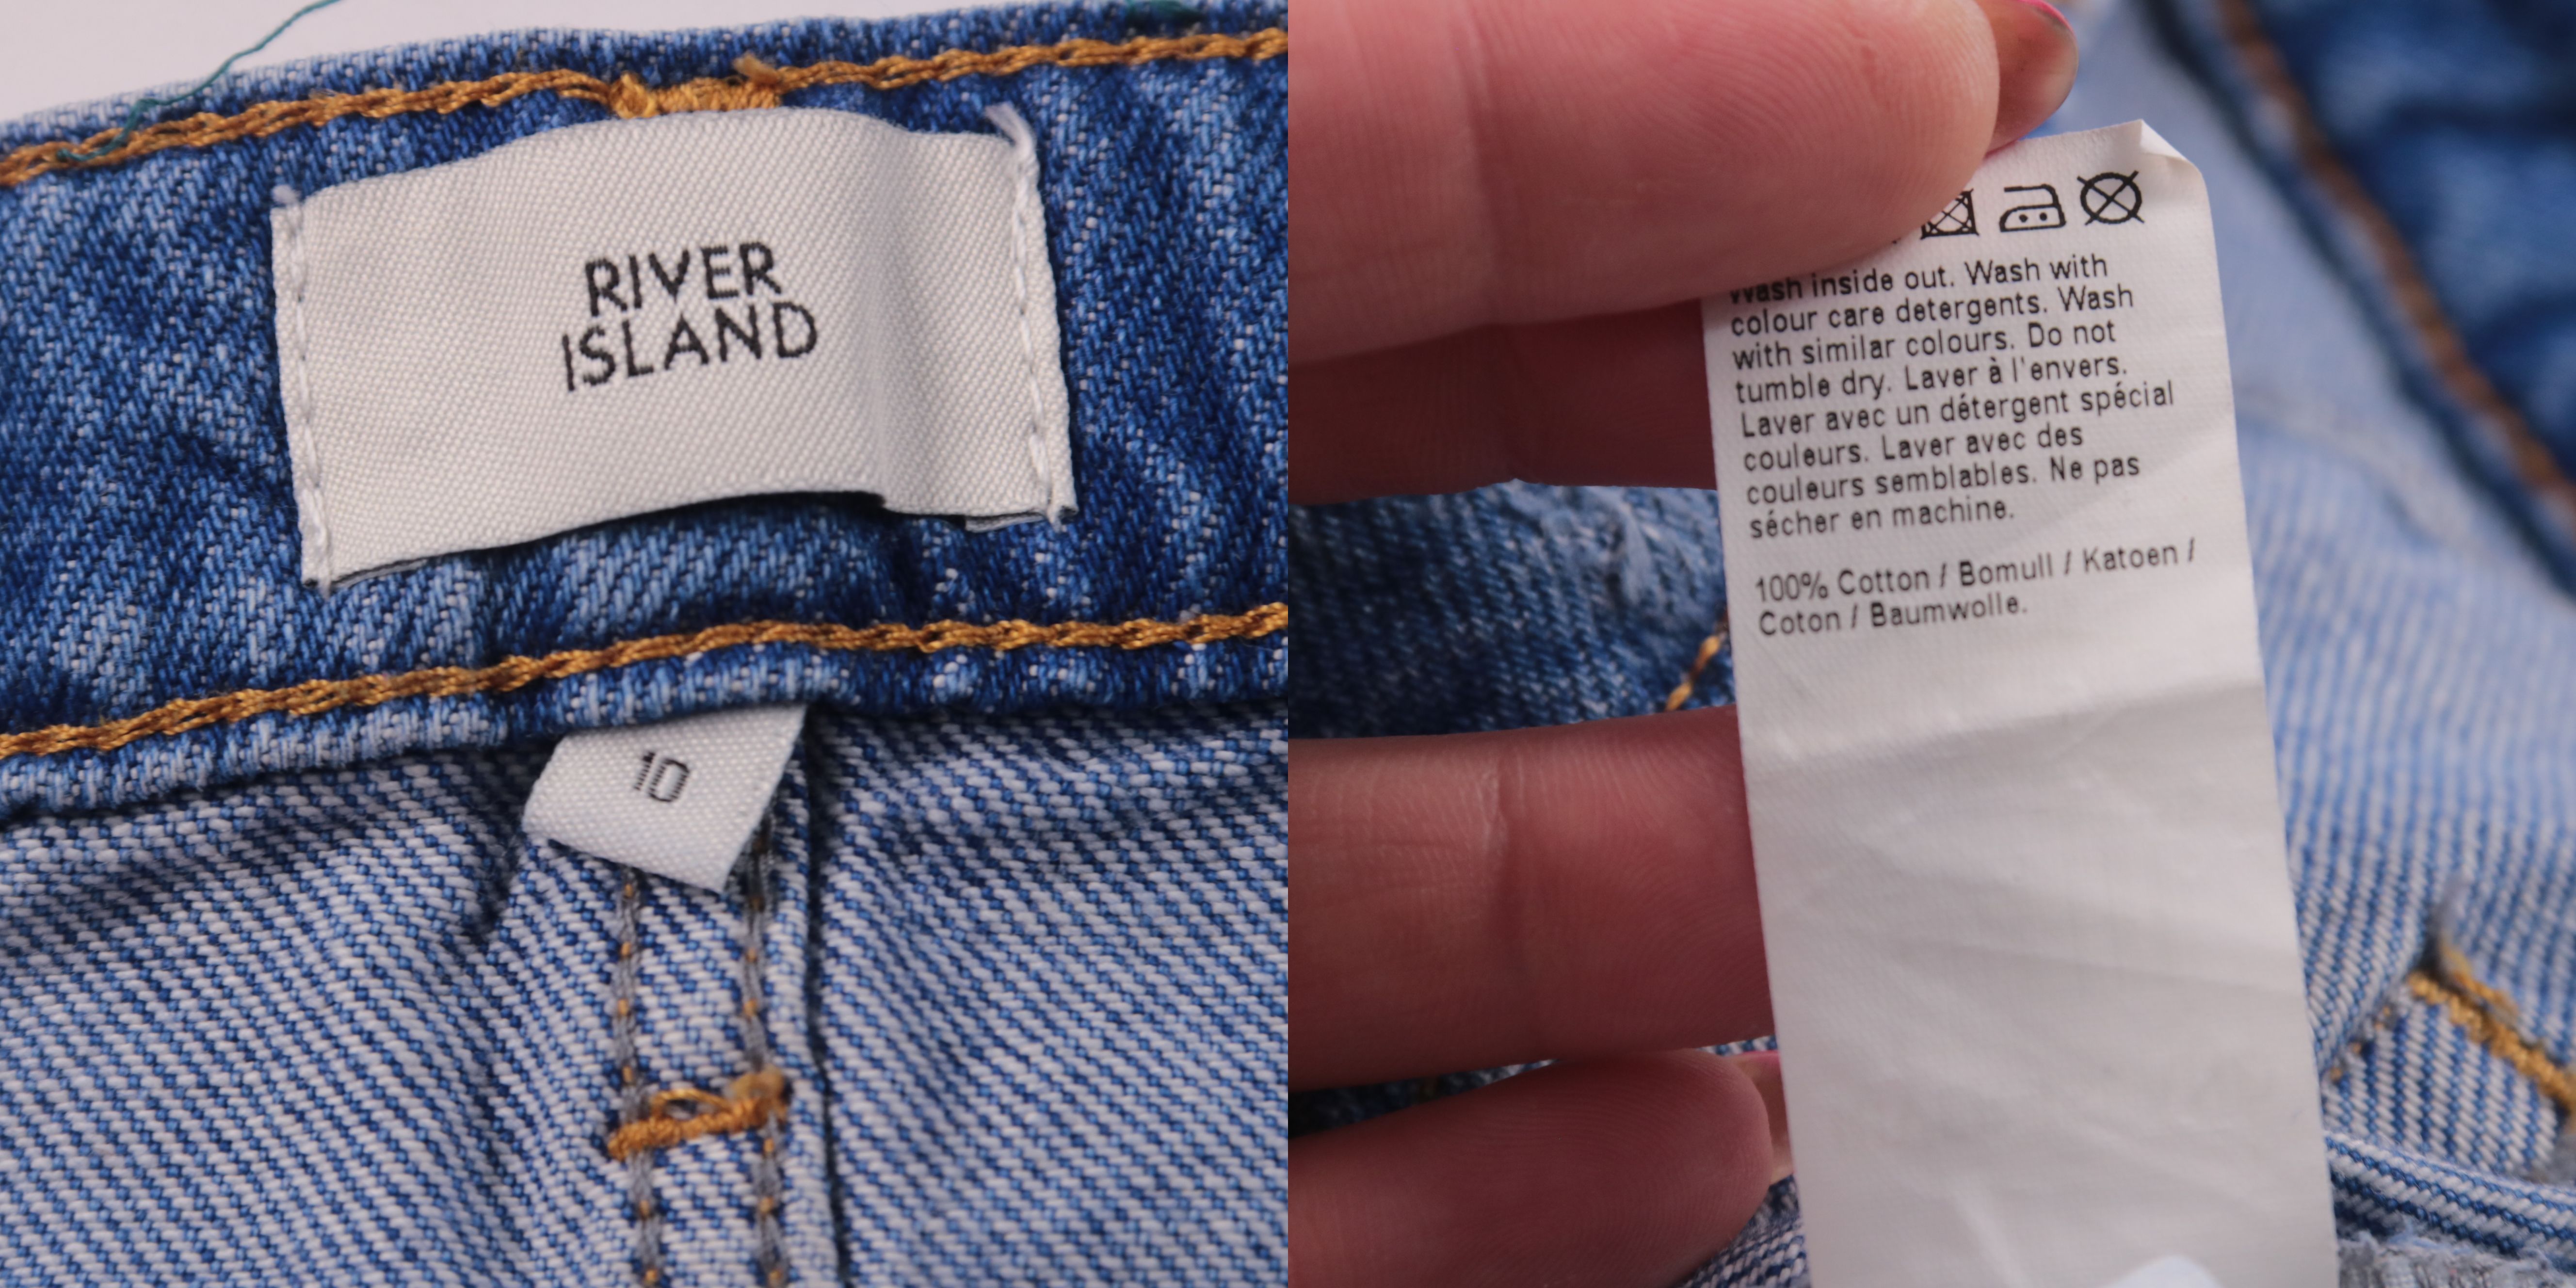 RIVER
ISLAND
10
Wash inside out. Wash with
colour care detergents. Wash
with similar colours. Do not
tumble dry. Laver à l'envers.
Laver avec un détergent spécial
couleurs. Laver avec des
couleurs semblables. Ne pas
sécher en machine.
100% Cotton / Bomull / Katoen /
Coton / Baumwolle.